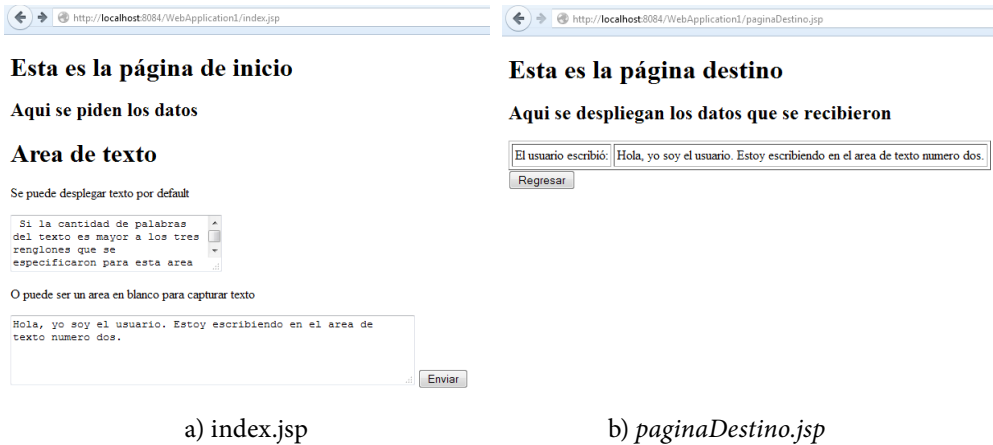 http://localhost:8084/WebApplication1/index.jsp
Esta es la página de inicio
Aqui se piden los datos
Area de texto
Se puede desplegar texto por default
Si la cantidad de palabras
del texto es mayor a los tres
renglones que se
especificaron para esta area
O puede ser un area en blanco para capturar texto
Hola, yo soy el usuario. Estoy escribiendo en el area de
texto numero dos.
Enviar
a) index.jsp
http://localhost:8084/WebApplication1/paginaDestino.jsp
Esta es la página destino
Aqui se despliegan los datos que se recibieron
El usuario escribió: Hola, yo soy el usuario. Estoy escribiendo en el area de texto numero dos.
Regresar
b) paginaDestino.jsp